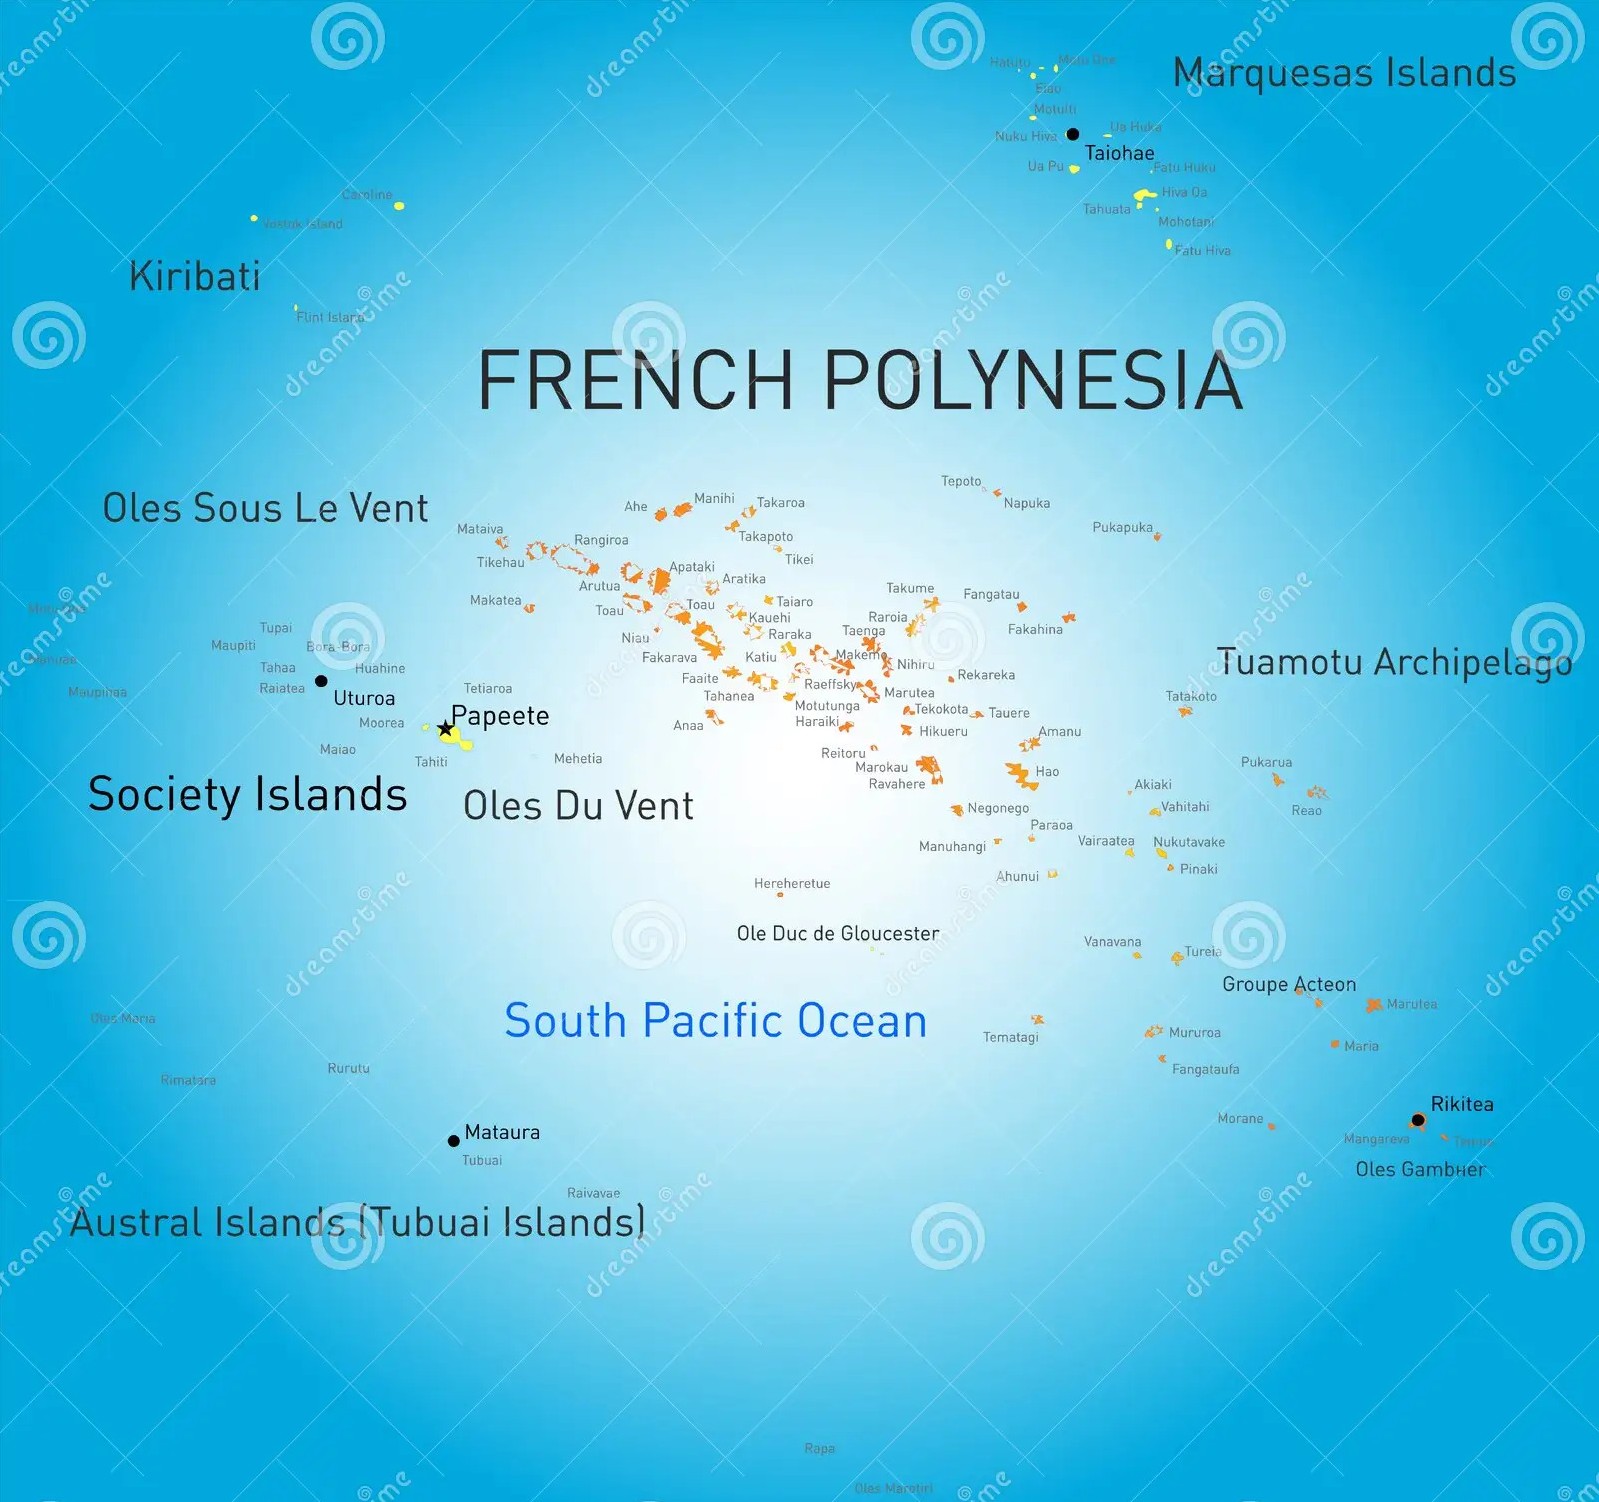 Hatutu
Motu One
Marquesas Islands
Eiao
Motuiti
Nuku Hiva
Ua Huka
Taiohae
Ua Pu
Fatu Huku
Hiva Oa
Tahuata
Mohotani
Fatu Hiva
Caroline
Vostok Island
Kiribati
Flint Island
FRENCH POLYNESIA
Oles Sous Le Vent
Tepoto
Napuka
Pukapuka
Ahe
Manihi
Takaroa
Mataiva
Rangiroa
Takapoto
Tikehau
Tikei
Apataki
Arutua
Aratika
Makatea
Toau
Toau
Taiaro
Kauehi
Niau
Raraka
Fakarava
Katiu
Makemo
Taenga
Raroia
Takume
Fangatau
Fakahina
Nihiru
Rekareka
Faaite
Tahanea
Raeffsky
Marutea
Motutunga
Tekokota
Tauere
Anaa
Haraiki
Hikueru
Amanu
Reitoru
Marokau
Ravahere
Hao
Tuamotu Archipelago
Tatakoto
Pukarua
Reao
Akiaki
Vahitahi
Negonego
Paraoa
Manuhangi
Vairaatea
Nukutavake
Pinaki
Ahunui
Tupai
Maupiti
Bora-Bora
Tahaa
Huahine
Raiatea
Uturoa
Maupihaa
Tetiaroa
Papeete
Moorea
Maiao
Tahiti
Mehetia
Society Islands
Oles Du Vent
Hereheretue
Ole Duc de Gloucester
Vanavana
Tureia
Groupe Acteon
Marutea
South Pacific Ocean
Tematagi
Mururoa
Maria
Fangataufa
Morane
Rikitea
Mangareva
Temoe
Oles Gambier
Oles Maria
Rimatara
Rurutu
Mataura
Tubuai
Raivavae
Austral Islands (Tubuai Islands)
Rapa
Oles Marotiri
dreamstime